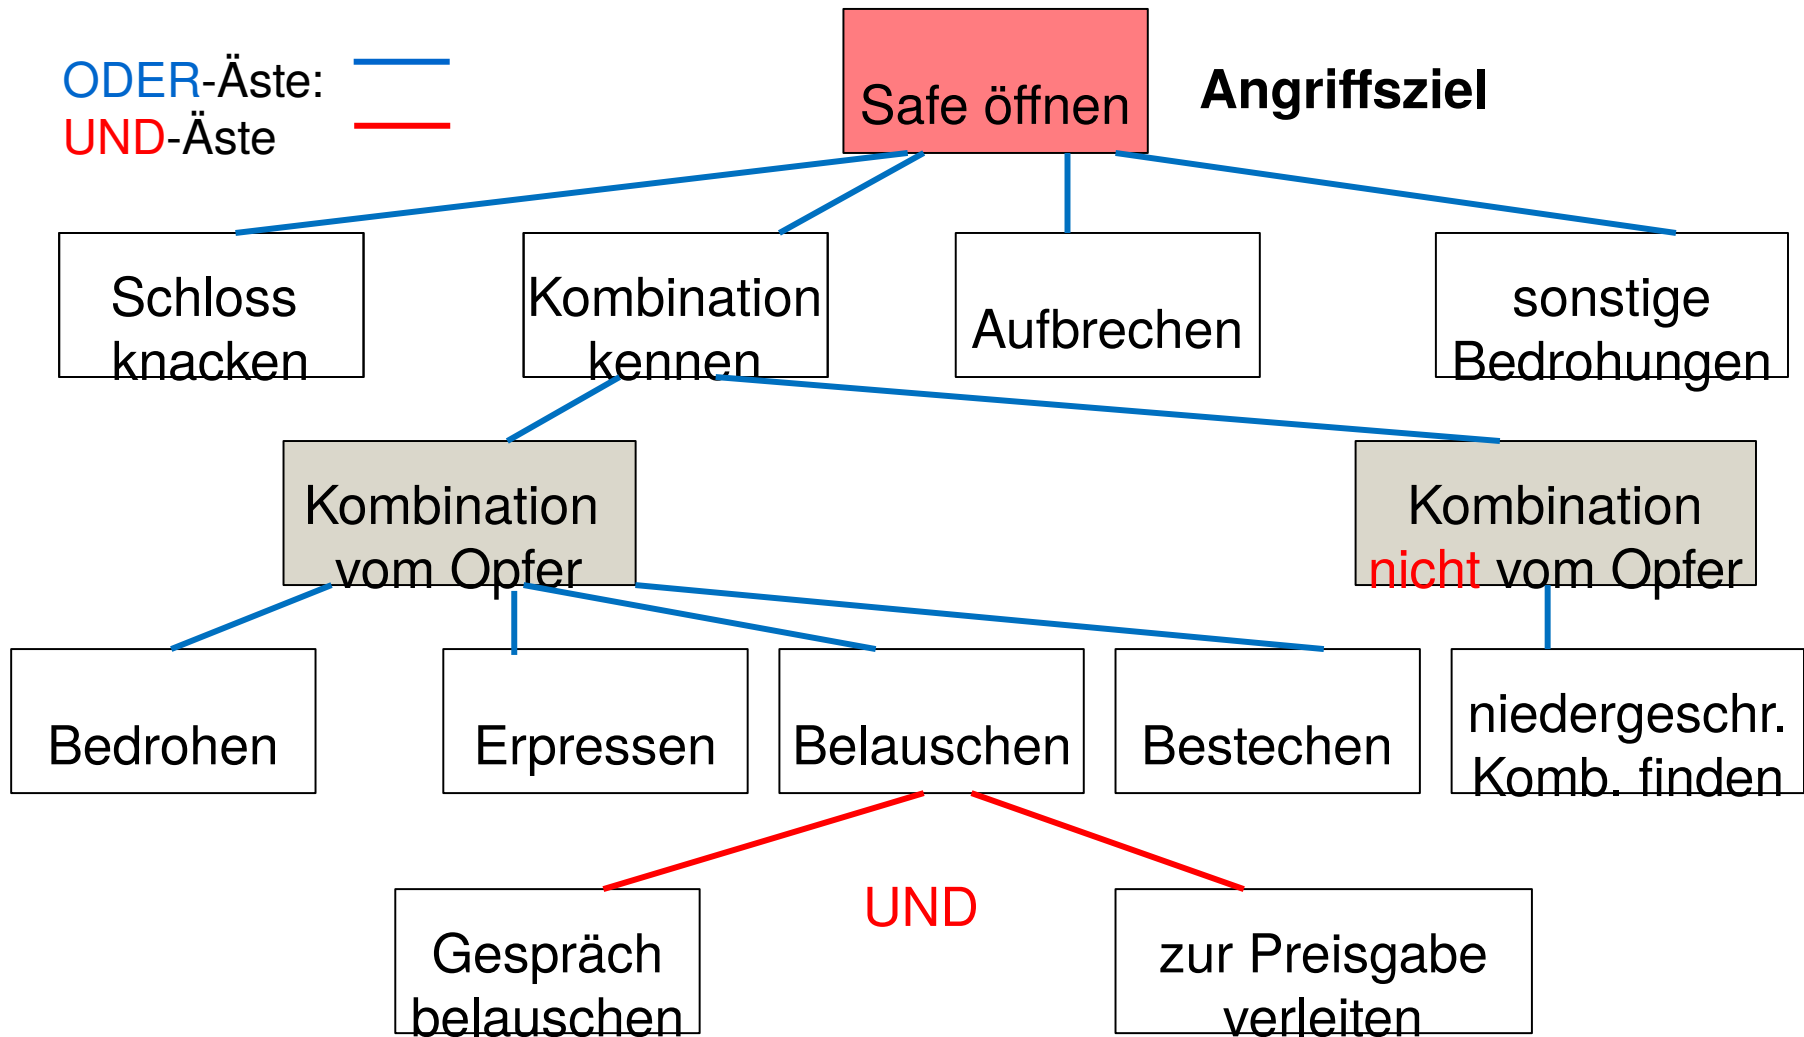 ODER-Äste:
UND-Äste
Safe öffnen
Angriffsziel
Schloss
knacken
Kombination
kennen
Aufbrechen
sonstige
Bedrohungen
Kombination
vom Opfer
Kombination
nicht vom Opfer
Bedrohen
Erpressen
Belauschen
Bestechen
niedergeschr.
Komb. finden
Gespräch
belauschen
UND
zur Preisgabe
verleiten